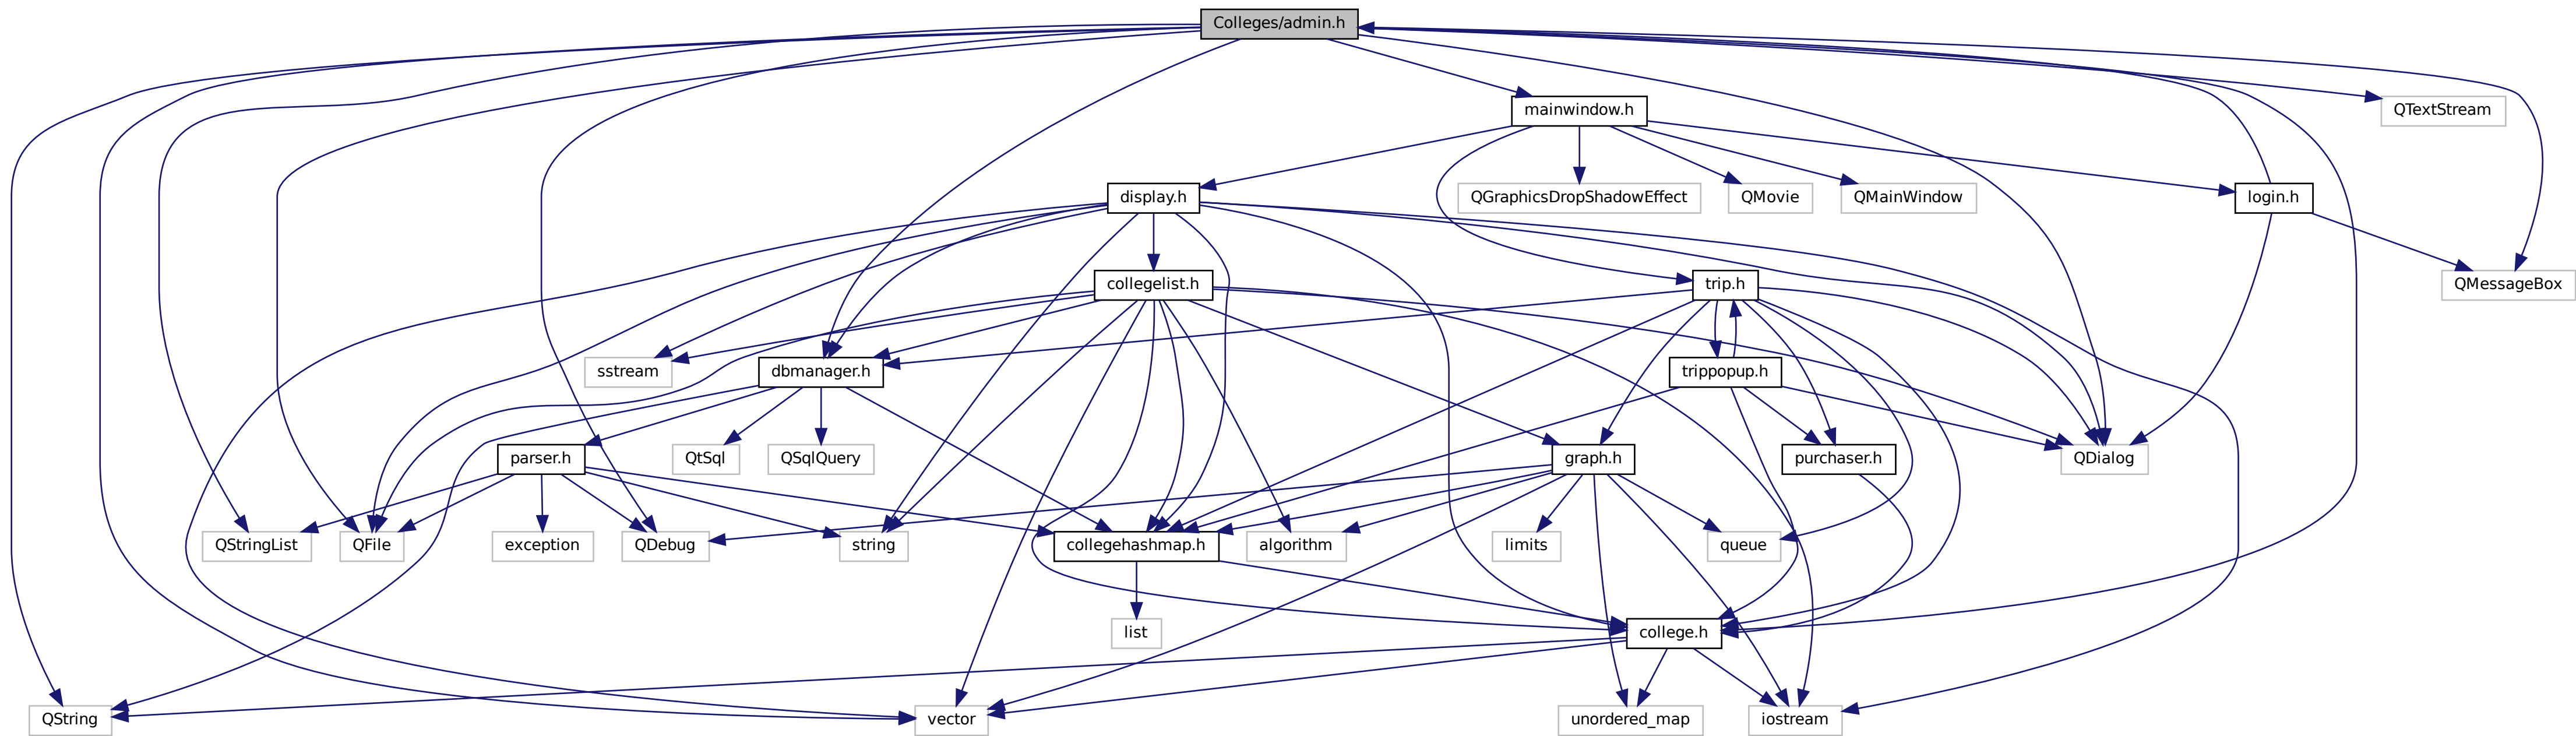 Colleges/admin.h
mainwindow.h
QTextStream
display.h
QGraphicsDropShadowEffect
QMovie
QMainWindow
login.h
collegelist.h
trip.h
QMessageBox
sstream
dbmanager.h
trippopup.h
parser.h
QtSql
QSqlQuery
graph.h
purchaser.h
QDialog
QStringList
QFile
exception
QDebug
string
collegehashmap.h
algorithm
limits
queue
list
college.h
QString
vector
unordered_map
iostream